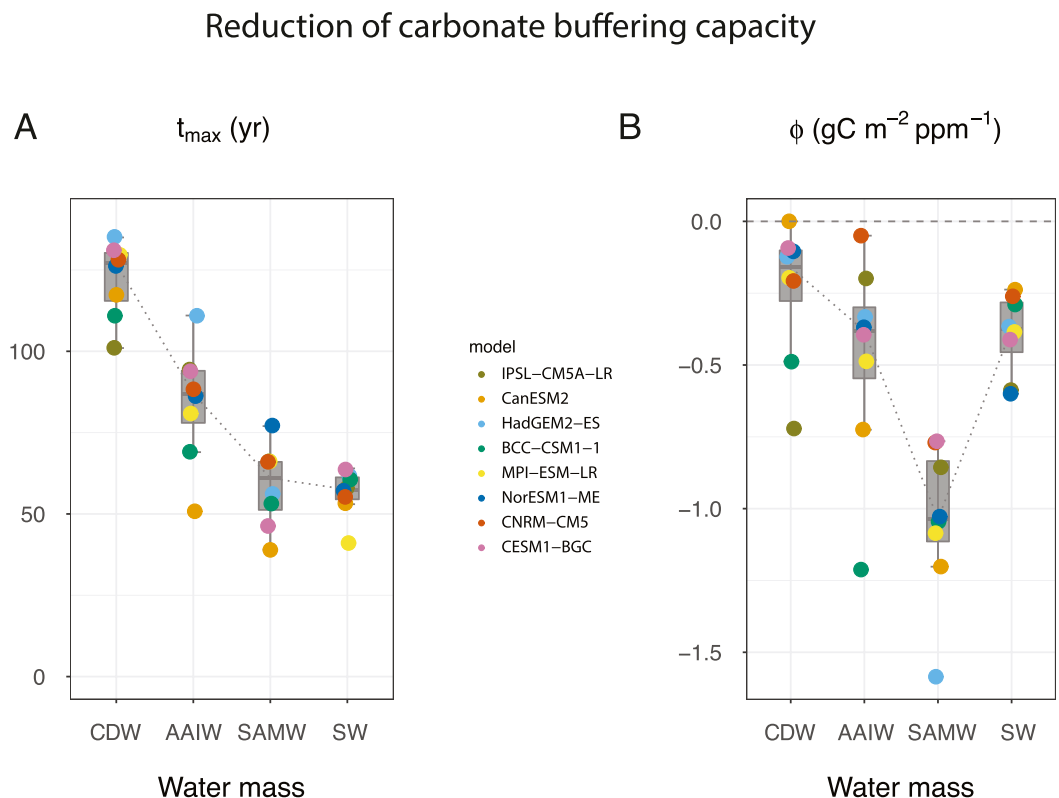 Reduction of carbonate buffering capacity
A
tmax (yr)
B
ϕ (gC m−2 ppm−1)
100
50
0
CDW AAIW SAMW SW
Water mass
model
IPSL−CM5A−LR
CanESM2
HadGEM2−ES
BCC−CSM1−1
MPI−ESM−LR
NorESM1−ME
CNRM−CM5
CESM1−BGC
0.0
−0.5
−1.0
−1.5
CDW AAIW SAMW SW
Water mass